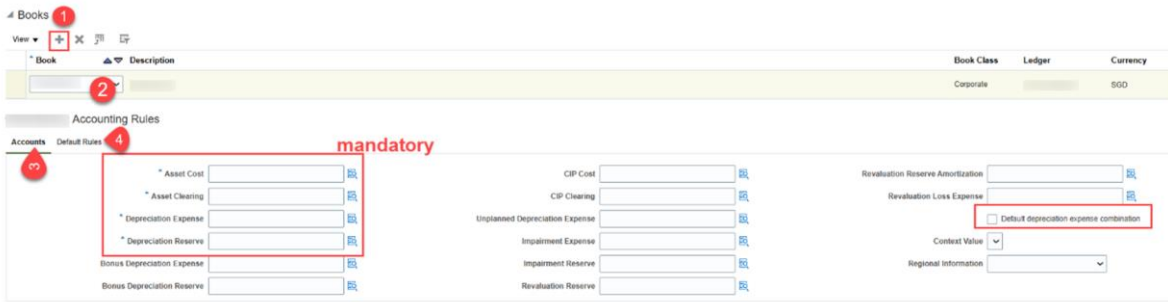 Books 1
View
* Book Description Book Class Ledger Currency
2 Corporate SGD
Accounting Rules
Accounts Default Rules 4
3 mandatory
* Asset Cost CIP Cost Revaluation Reserve Amortization
* Asset Clearing CIP Clearing Revaluation Loss Expense
* Depreciation Expense Unplanned Depreciation Expense Default depreciation expense combination
* Depreciation Reserve Impairment Expense Context Value
Bonus Depreciation Expense Impairment Reserve Regional Information
Bonus Depreciation Reserve Revaluation Reserve